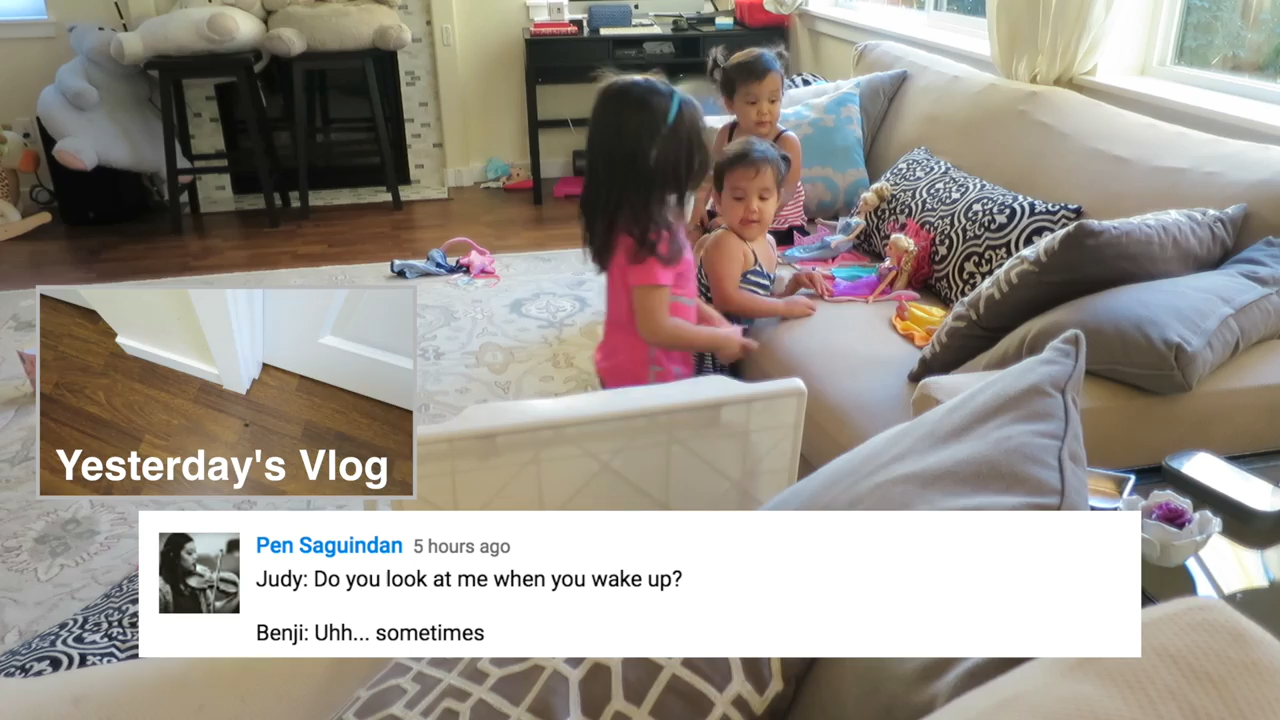 Yesterday's Vlog
Pen Saguindan 5 hours ago
Judy: Do you look at me when you wake up?
Benji: Uhh... sometimes